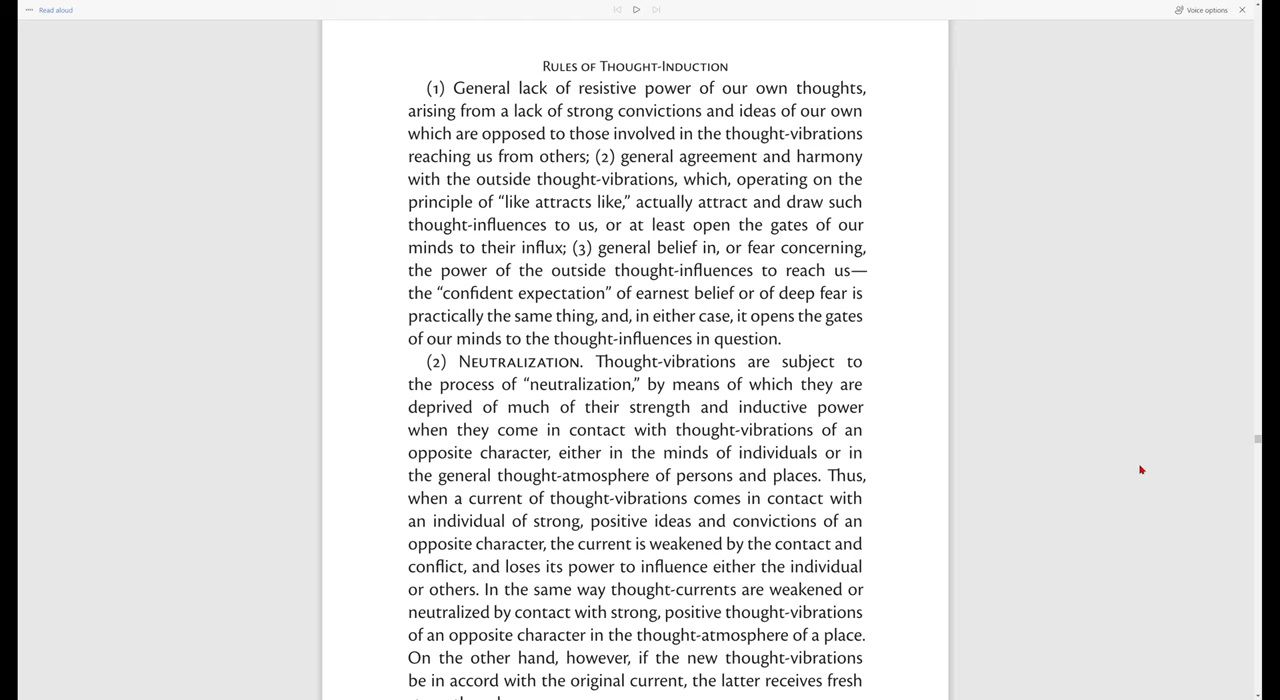 Read aloud
Voice options
Rules of Thought-Induction
(1) General lack of resistive power of our own thoughts,
arising from a lack of strong convictions and ideas of our own
which are opposed to those involved in the thought-vibrations
reaching us from others; (2) general agreement and harmony
with the outside thought-vibrations, which, operating on the
principle of “like attracts like,” actually attract and draw such
thought-influences to us, or at least open the gates of our
minds to their influx; (3) general belief in, or fear concerning,
the power of the outside thought-influences to reach us—
the “confident expectation” of earnest belief or of deep fear is
practically the same thing, and, in either case, it opens the gates
of our minds to the thought-influences in question.
(2) Neutralization. Thought-vibrations are subject to
the process of “neutralization,” by means of which they are
deprived of much of their strength and inductive power
when they come in contact with thought-vibrations of an
opposite character, either in the minds of individuals or in
the general thought-atmosphere of persons and places. Thus,
when a current of thought-vibrations comes in contact with
an individual of strong, positive ideas and convictions of an
opposite character, the current is weakened by the contact and
conflict, and loses its power to influence either the individual
or others. In the same way thought-currents are weakened or
neutralized by contact with strong, positive thought-vibrations
of an opposite character in the thought-atmosphere of a place.
On the other hand, however, if the new thought-vibrations
be in accord with the original current, the latter receives fresh